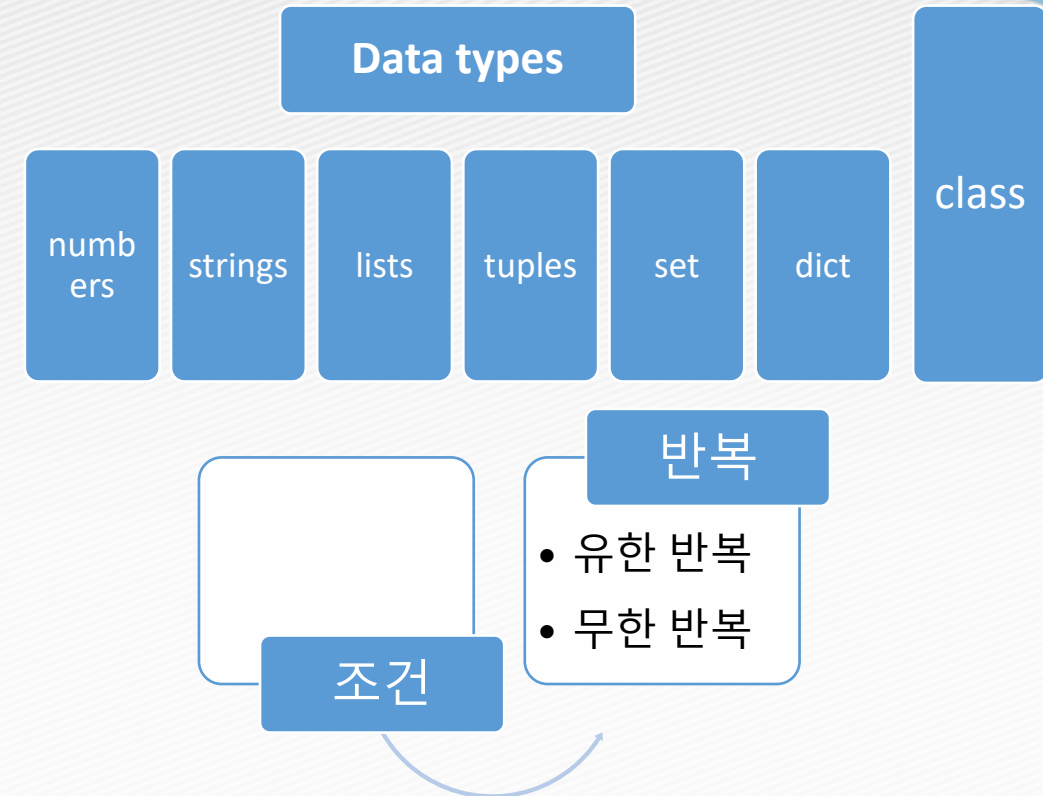 Data types
class
numb
ers
strings
lists
tuples
set
dict
반복
• 유한 반복
• 무한 반복
조건